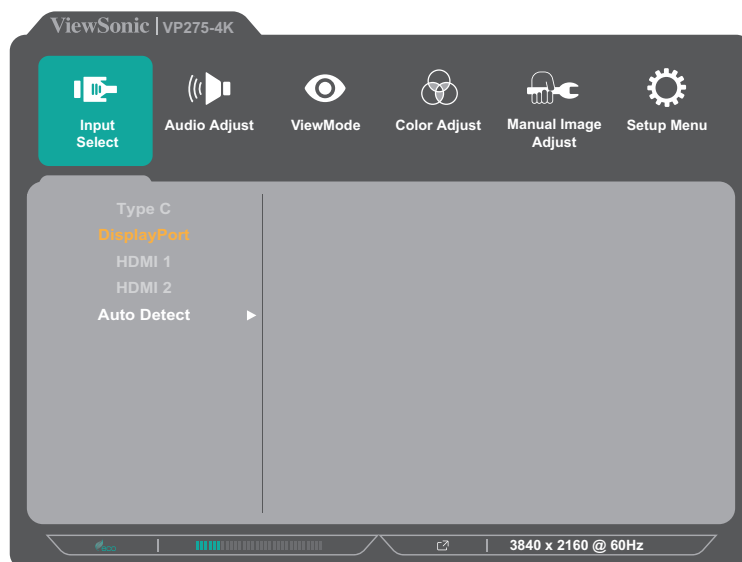 ViewSonic | VP275-4K
Input
Select
Audio Adjust
ViewMode
Color Adjust
Manual Image
Adjust
Setup Menu
Type C
DisplayPort
HDMI 1
HDMI 2
Auto Detect
eco
3840 x 2160 @ 60Hz